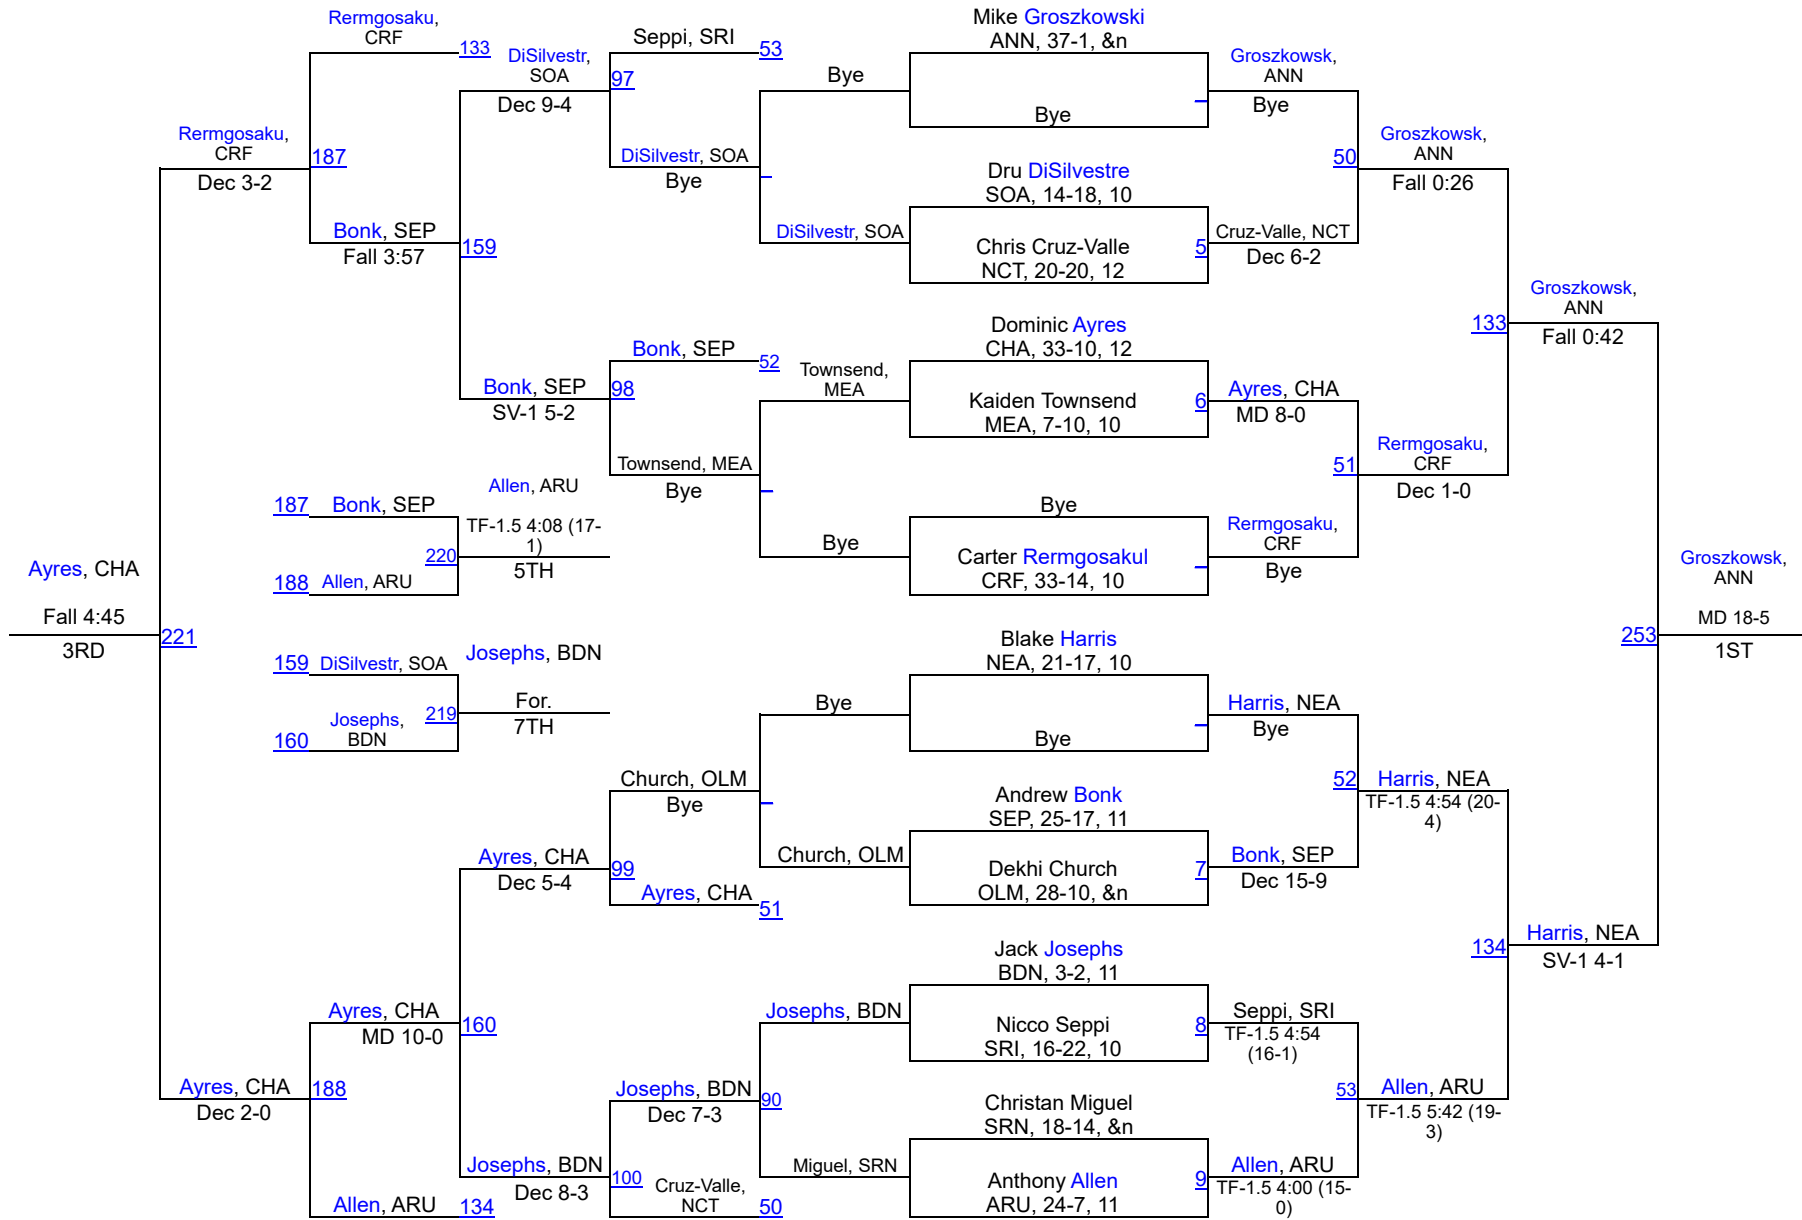 Rermgosaku,
CRF
133
DiSilvestr,
SOA
97
Dec 9-4
Seppi, SRI
53
Rermgosaku,
CRF
187
Dec 3-2
DiSilvestr, SOA
Bye
Bonk, SEP
159
Fall 3:57
Bonk, SEP
52
Bonk, SEP
98
SV-1 5-2
Townsend, MEA
Bye
187
Bonk, SEP
Allen, ARU
TF-1.5 4:08 (17-
1)
220
5TH
188
Allen, ARU
Ayres, CHA
Fall 4:45
221
3RD
159
DiSilvestr, SOA
Josephs, BDN
For.
219
7TH
160
Josephs,
BDN
Church, OLM
Bye
Ayres, CHA
99
Dec 5-4
Ayres, CHA
51
Ayres, CHA
160
MD 10-0
Ayres, CHA
188
Dec 2-0
Josephs, BDN
90
Dec 7-3
Josephs, BDN
100
Dec 8-3
Cruz-Valle,
NCT
50
Allen, ARU
134
Bye
DiSilvestr, SOA
Townsend,
MEA
Bye
Bye
Church, OLM
Josephs, BDN
Miguel, SRN
Mike Groszkowski
ANN, 37-1, &n
Bye
Dru DiSilvestre
SOA, 14-18, 10
Chris Cruz-Valle
NCT, 20-20, 12
5
Dominic Ayres
CHA, 33-10, 12
Kaiden Townsend
MEA, 7-10, 10
6
Bye
Carter Rermgosakul
CRF, 33-14, 10
Blake Harris
NEA, 21-17, 10
Bye
Andrew Bonk
SEP, 25-17, 11
Dekhi Church
OLM, 28-10, &n
7
Jack Josephs
BDN, 3-2, 11
Nicco Seppi
SRI, 16-22, 10
8
Christan Miguel
SRN, 18-14, &n
Anthony Allen
ARU, 24-7, 11
9
Groszkowsk,
ANN
Bye
Cruz-Valle, NCT
Dec 6-2
Ayres, CHA
MD 8-0
Rermgosaku,
CRF
Bye
Harris, NEA
Bye
Bonk, SEP
Dec 15-9
Seppi, SRI
TF-1.5 4:54
(16-1)
Allen, ARU
TF-1.5 4:00 (15-
0)
50
Groszkowsk,
ANN
Fall 0:26
51
Rermgosaku,
CRF
Dec 1-0
52
Harris, NEA
TF-1.5 4:54 (20-
4)
53
Allen, ARU
TF-1.5 5:42 (19-
3)
133
Groszkowsk,
ANN
Fall 0:42
134
Harris, NEA
SV-1 4-1
253
Groszkowsk,
ANN
MD 18-5
1ST